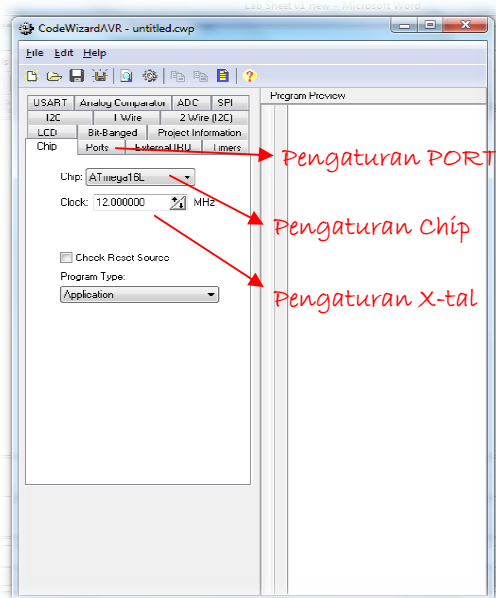 Lab Sheet 01 new - Microsoft Word
CodeWizardAVR - untitled.cwp
File Edit Help
USART Analog Comparator ADC SPI
I2C 1 Wire 2 Wire (I2C)
LCD Bit-Banged Project Information
Chip Ports External IRQ Timers
Program Preview
Pengaturan PORT
Chip: ATmega16L
Clock: 12.000000 MHz
Pengaturan Chip
Check Reset Source
Program Type:
Application
Pengaturan X-tal